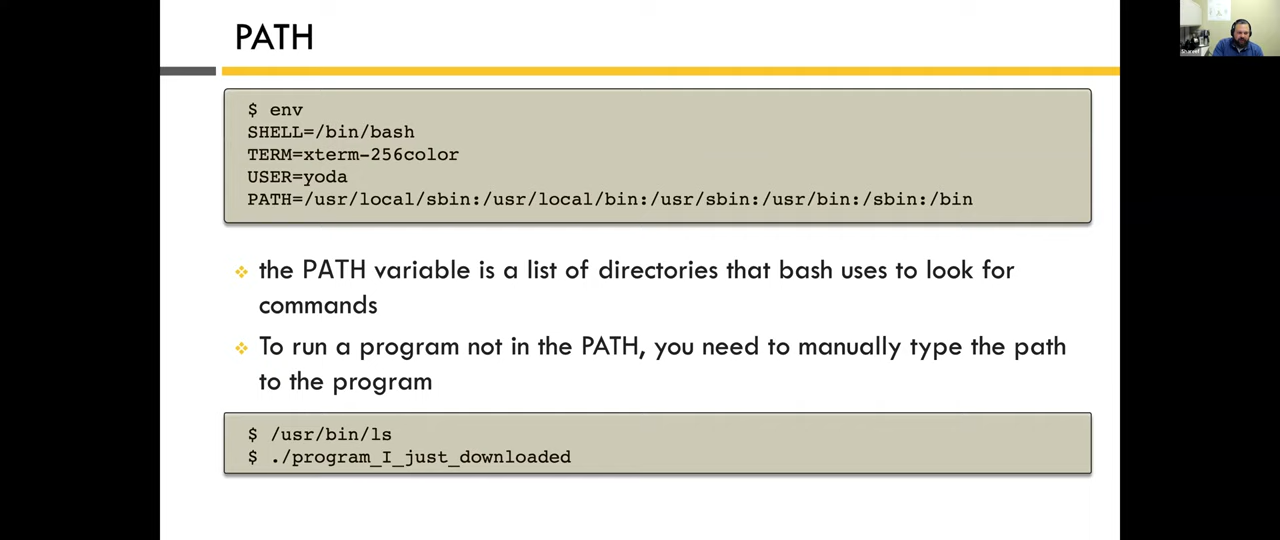 PATH
$ env
SHELL=/bin/bash
TERM=xterm-256color
USER=yoda
PATH=/usr/local/sbin:/usr/local/bin:/usr/sbin:/usr/bin:/sbin:/bin
the PATH variable is a list of directories that bash uses to look for
commands
To run a program not in the PATH, you need to manually type the path
to the program
$ /usr/bin/ls
$ ./program_I_just_downloaded